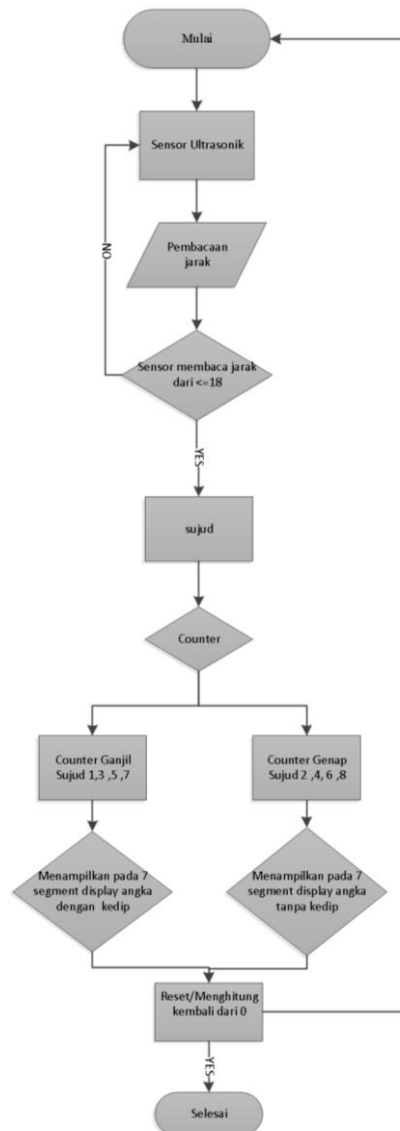 Mulai
Sensor Ultrasonik
Pembacaan
jarak
NO
Sensor membaca jarak
dari <=18
YES
sujud
Counter
Counter Ganjil
Sujud 1,3 ,5 ,7
Counter Genap
Sujud 2 ,4, 6 ,8
Menampilkan pada 7
segment display angka
dengan kedip
Menampilkan pada 7
segment display angka
tanpa kedip
Reset/Menghitung
kembali dari 0
YES
Selesai